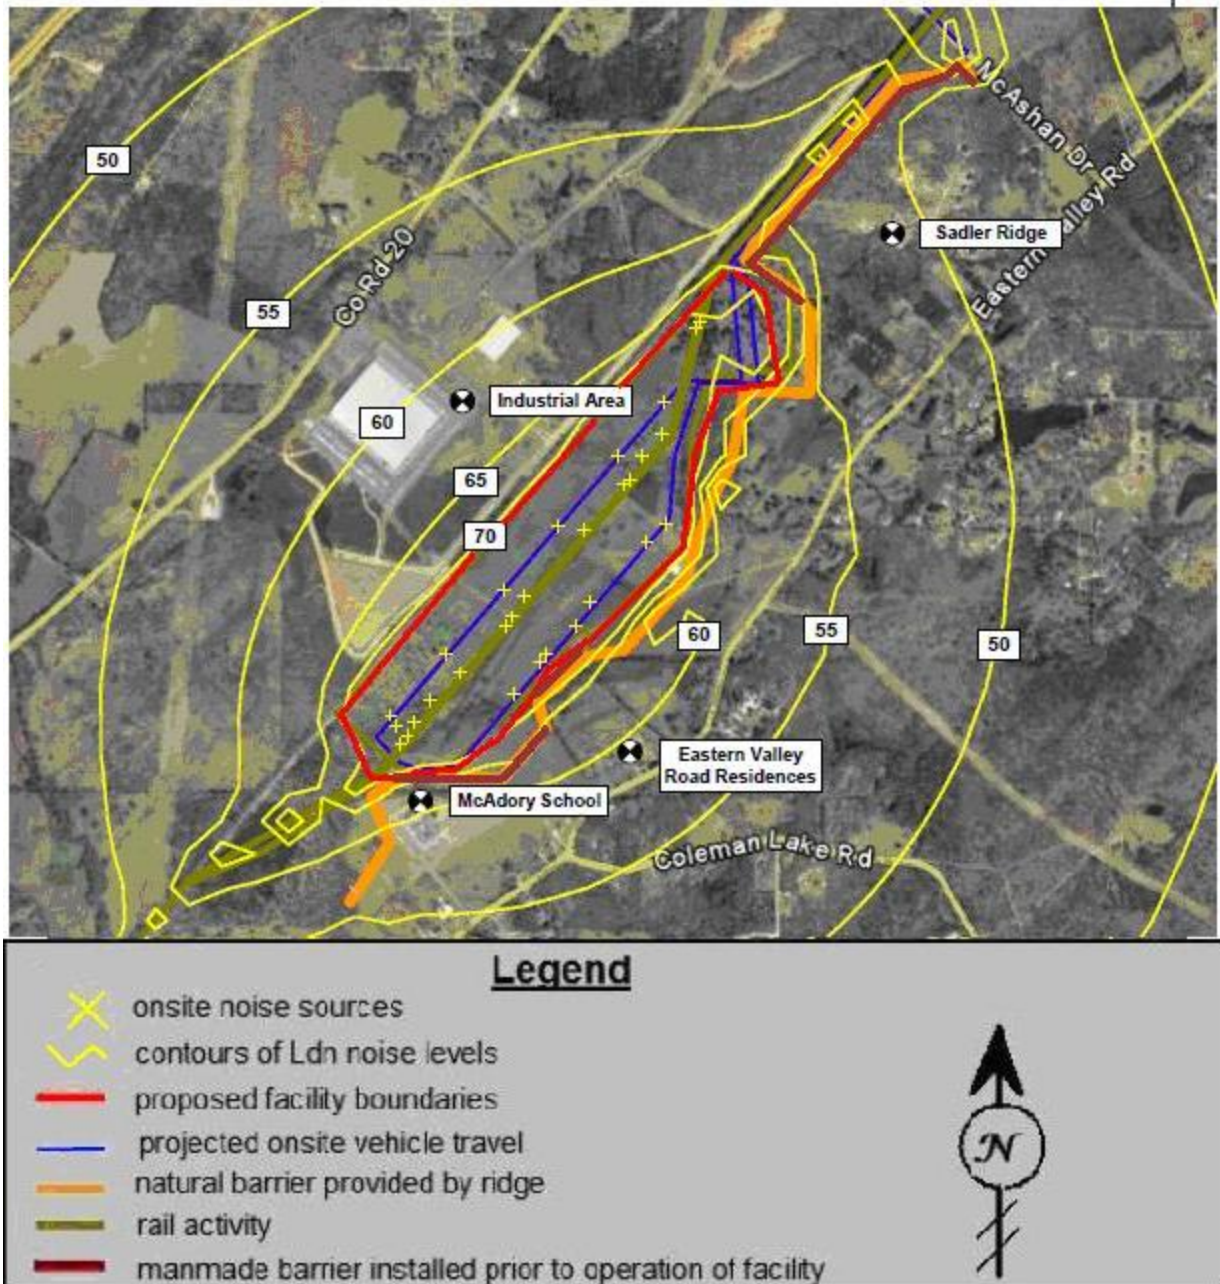 McAshan Dr
50
Eastern Valley Rd
Sadler Ridge
Co Rd 20
55
Industrial Area
60
65
70
60
55
50
Eastern Valley
Road Residences
McAdory School
Coleman Lake Rd
Legend
onsite noise sources
contours of Ldn noise levels
proposed facility boundaries
projected onsite vehicle travel
natural barrier provided by ridge
rail activity
manmade barrier installed prior to operation of facility
N